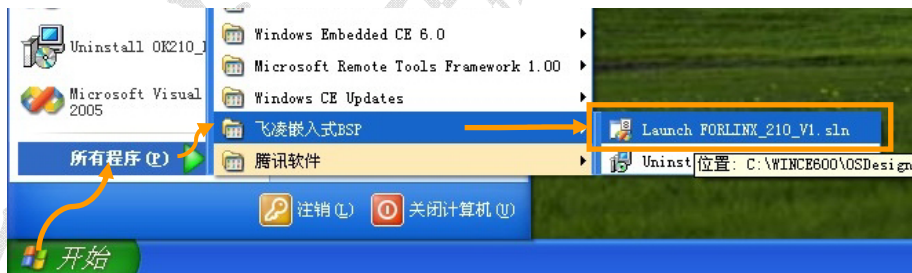 Uninstall OK210_
Microsoft Visual
2005
所有程序(P)
Windows Embedded CE 6.0
Microsoft Remote Tools Framework 1.00
Windows CE Updates
飞凌嵌入式BSP
腾讯软件
Launch FORLINX_210_V1.sln
Uninst
位置: C:\WINCE600\OSDesign
注销(L)
关闭计算机(U)
开始